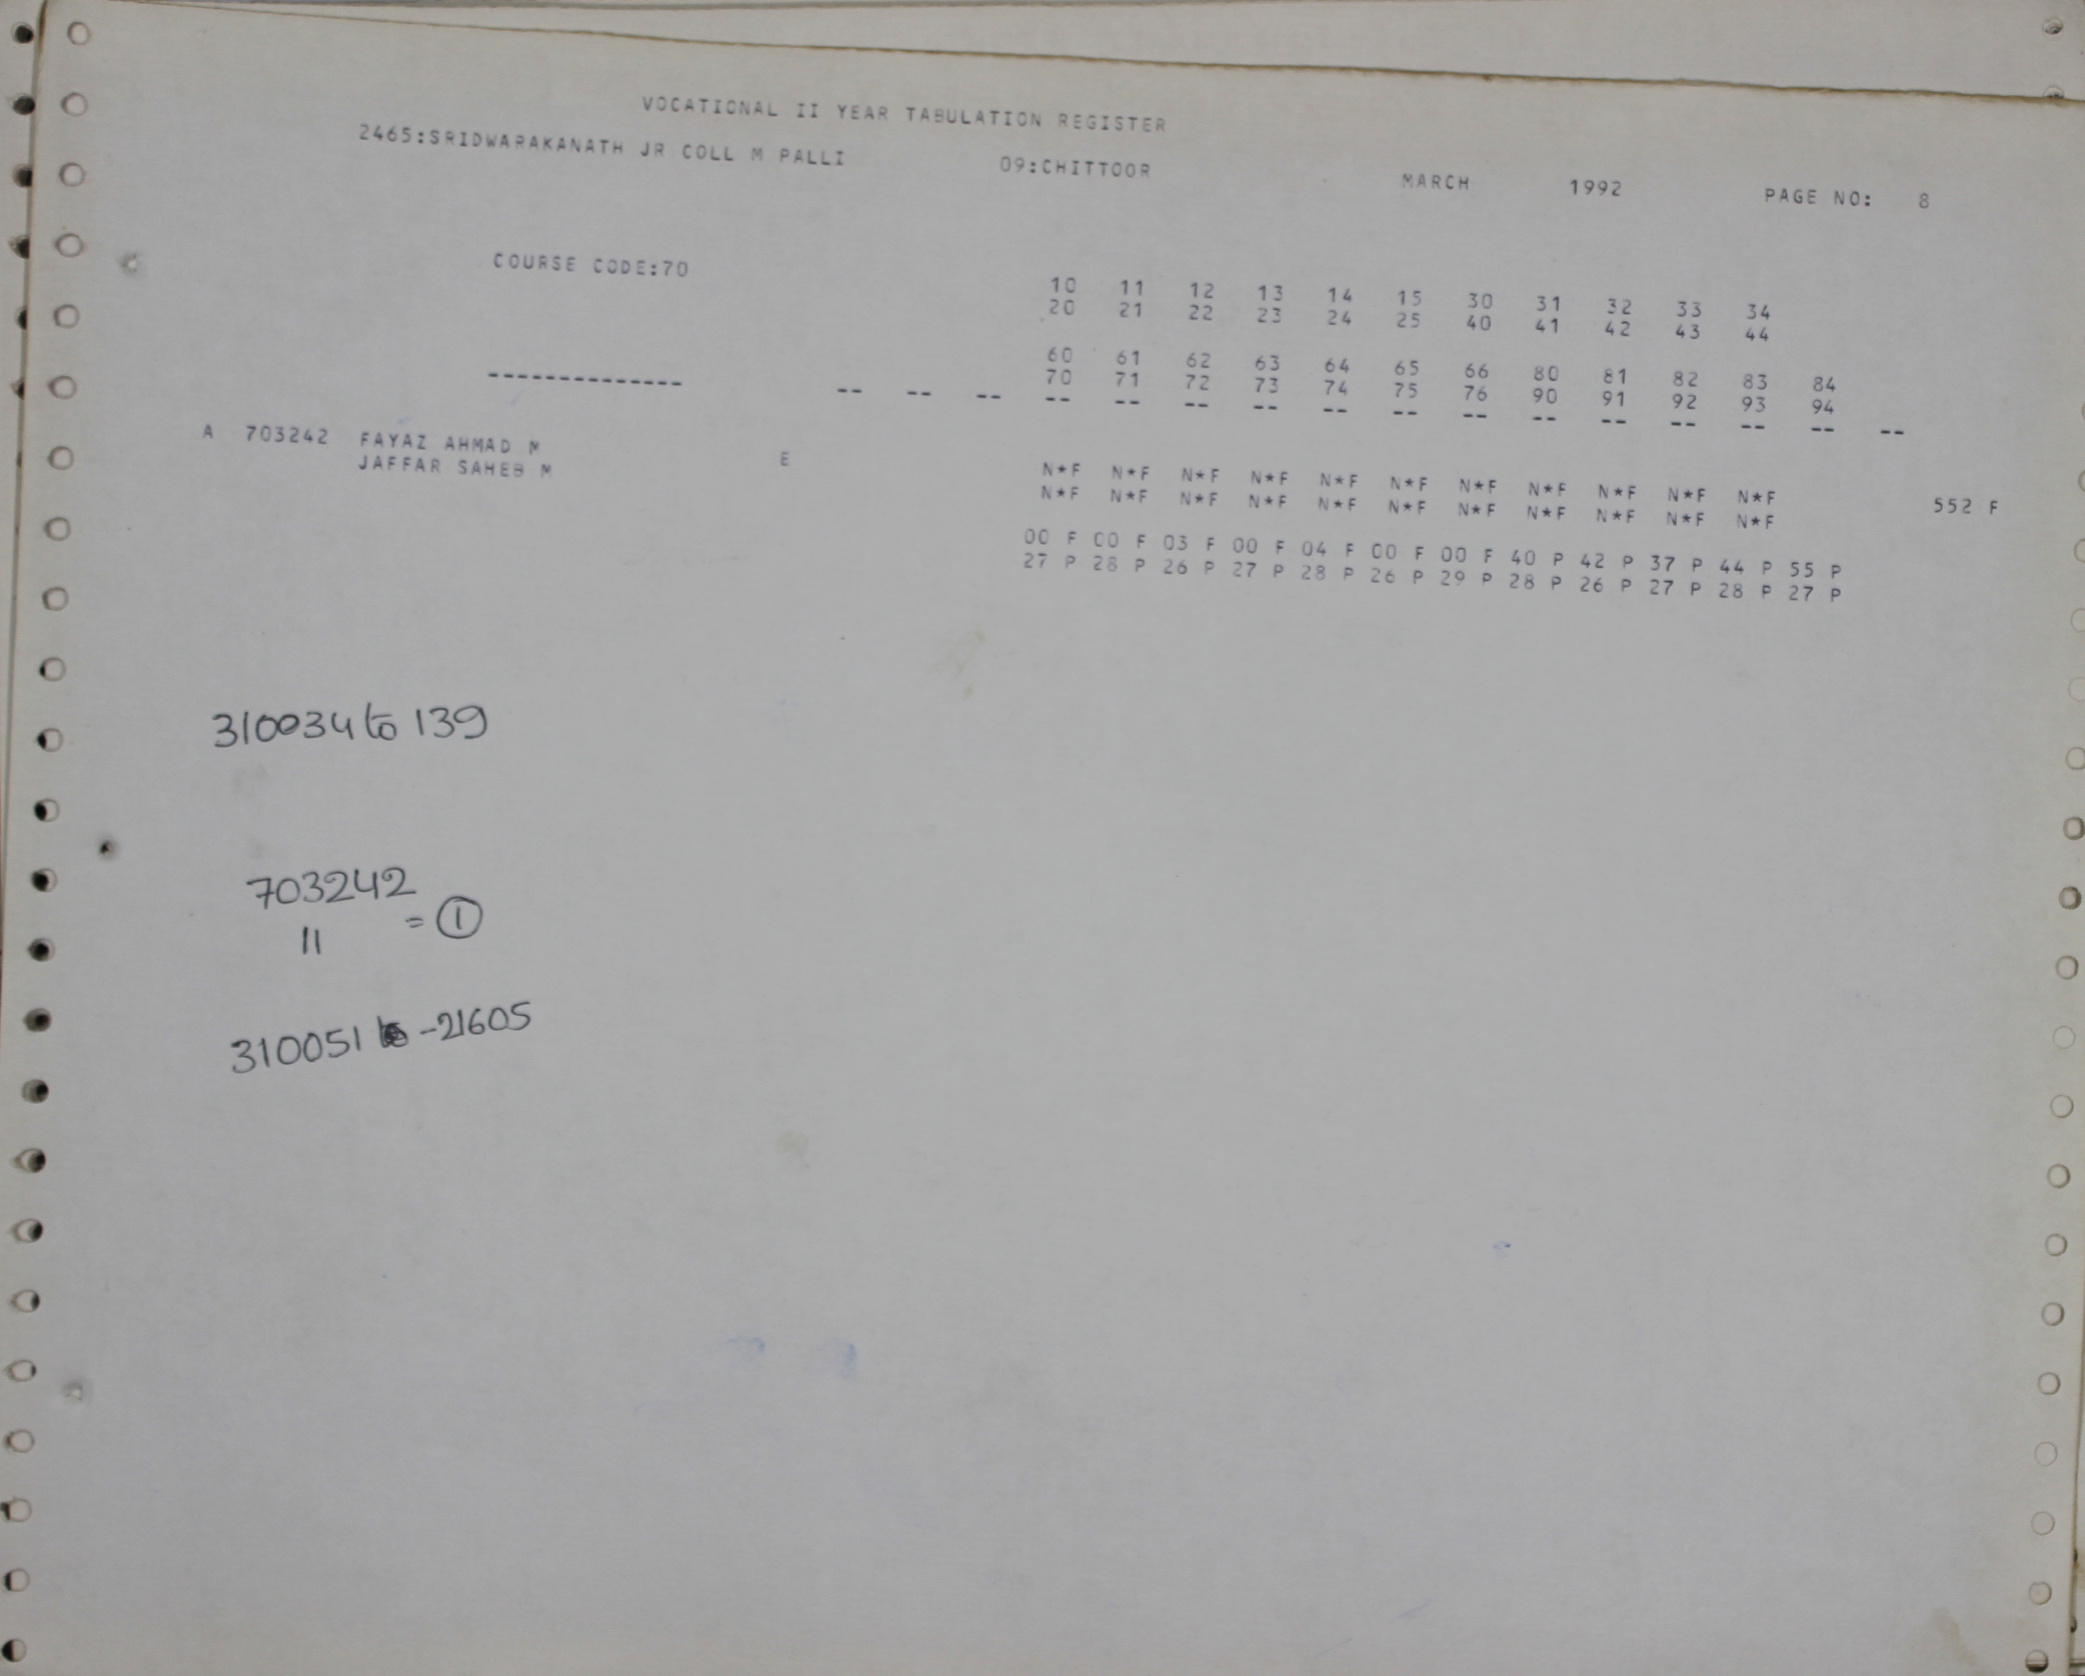 VOCATIONAL II YEAR TABULATION REGISTER
2465:SRIDWARAKANATH JR COLL M PALLI 09:CHITTOOR MARCH 1992 PAGE NO: 8
COURSE CODE:70
10 11 12 13 14 15 30 31 32 33 34
20 21 22 23 24 25 40 41 42 43 44
60 61 62 63 64 65 66 80 81 82 83 84
70 71 72 73 74 75 76 90 91 92 93 94
-------------- -- -- -- -- -- -- -- -- -- -- -- -- -- -- -- --
A 703242 FAYAZ AHMAD M E N*F N*F N*F N*F N*F N*F N*F N*F N*F N*F N*F 552 F
JAFFAR SAHEB M N*F N*F N*F N*F N*F N*F N*F N*F N*F N*F N*F
00 F 00 F 03 F 00 F 04 F 00 F 00 F 40 P 42 P 37 P 44 P 55 P
27 P 28 P 26 P 27 P 28 P 26 P 29 P 28 P 26 P 27 P 28 P 27 P
310034 to 139
703242
11 = 1
310051 -21605